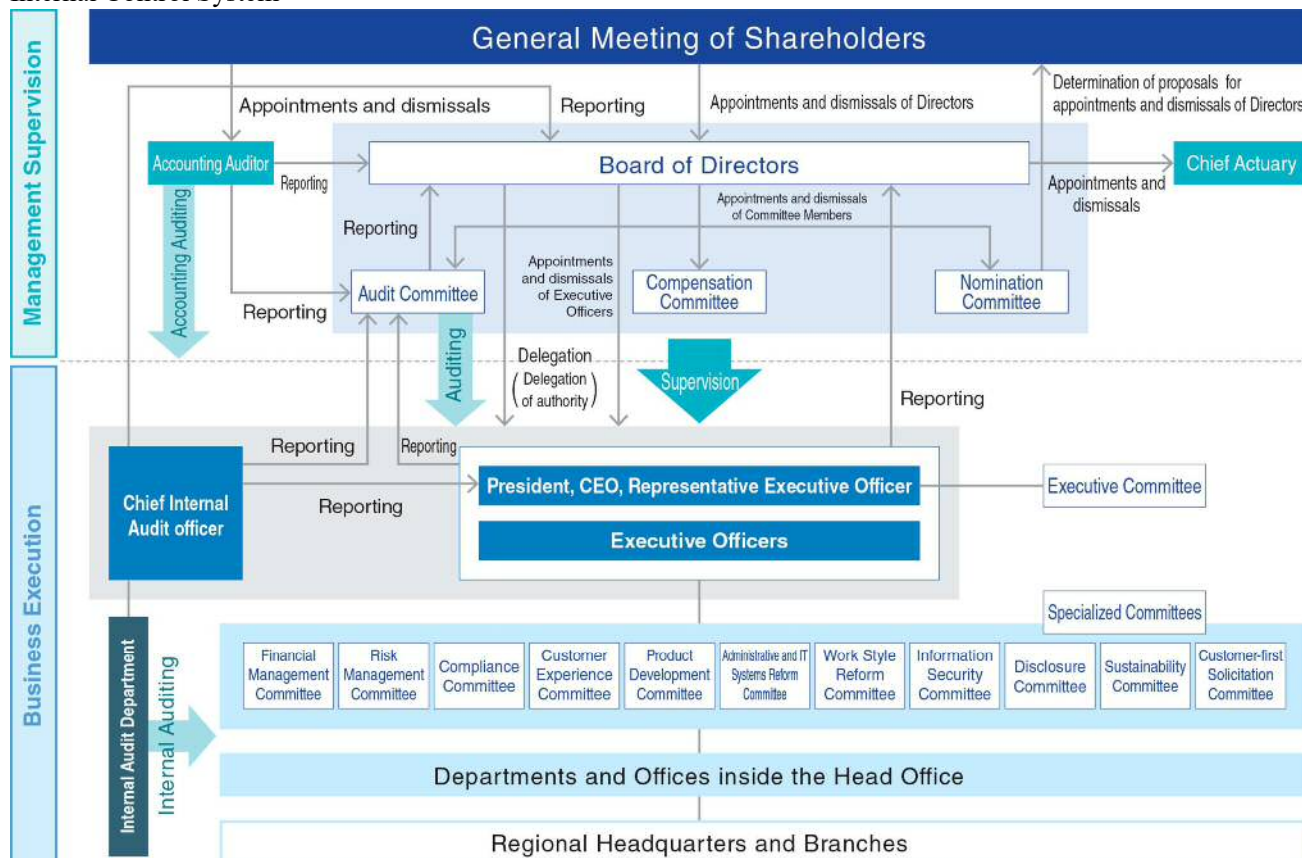 General Meeting of Shareholders
Management Supervision
Appointments and dismissals
Reporting
Appointments and dismissals of Directors
Determination of proposals for
appointments and dismissals of Directors
Accounting Auditor
Reporting
Board of Directors
Chief Actuary
Appointments and
dismissals
Accounting Auditing
Reporting
Appointments and dismissals
of Committee Members
Appointments
and dismissals
of Executive
Officers
Audit Committee
Compensation
Committee
Nomination
Committee
Reporting
Auditing
Delegation
(Delegation
of authority)
Supervision
Reporting
Business Execution
Reporting
Reporting
Chief Internal
Audit officer
Reporting
President, CEO, Representative Executive Officer
Executive Officers
Executive Committee
Specialized Committees
Internal Audit Department
Internal Auditing
Financial
Management
Committee
Risk
Management
Committee
Compliance
Committee
Customer
Experience
Committee
Product
Development
Committee
Administrative and IT
Systems Reform
Committee
Work Style
Reform
Committee
Information
Security
Committee
Disclosure
Committee
Sustainability
Committee
Customer-first
Solicitation
Committee
Departments and Offices inside the Head Office
Regional Headquarters and Branches